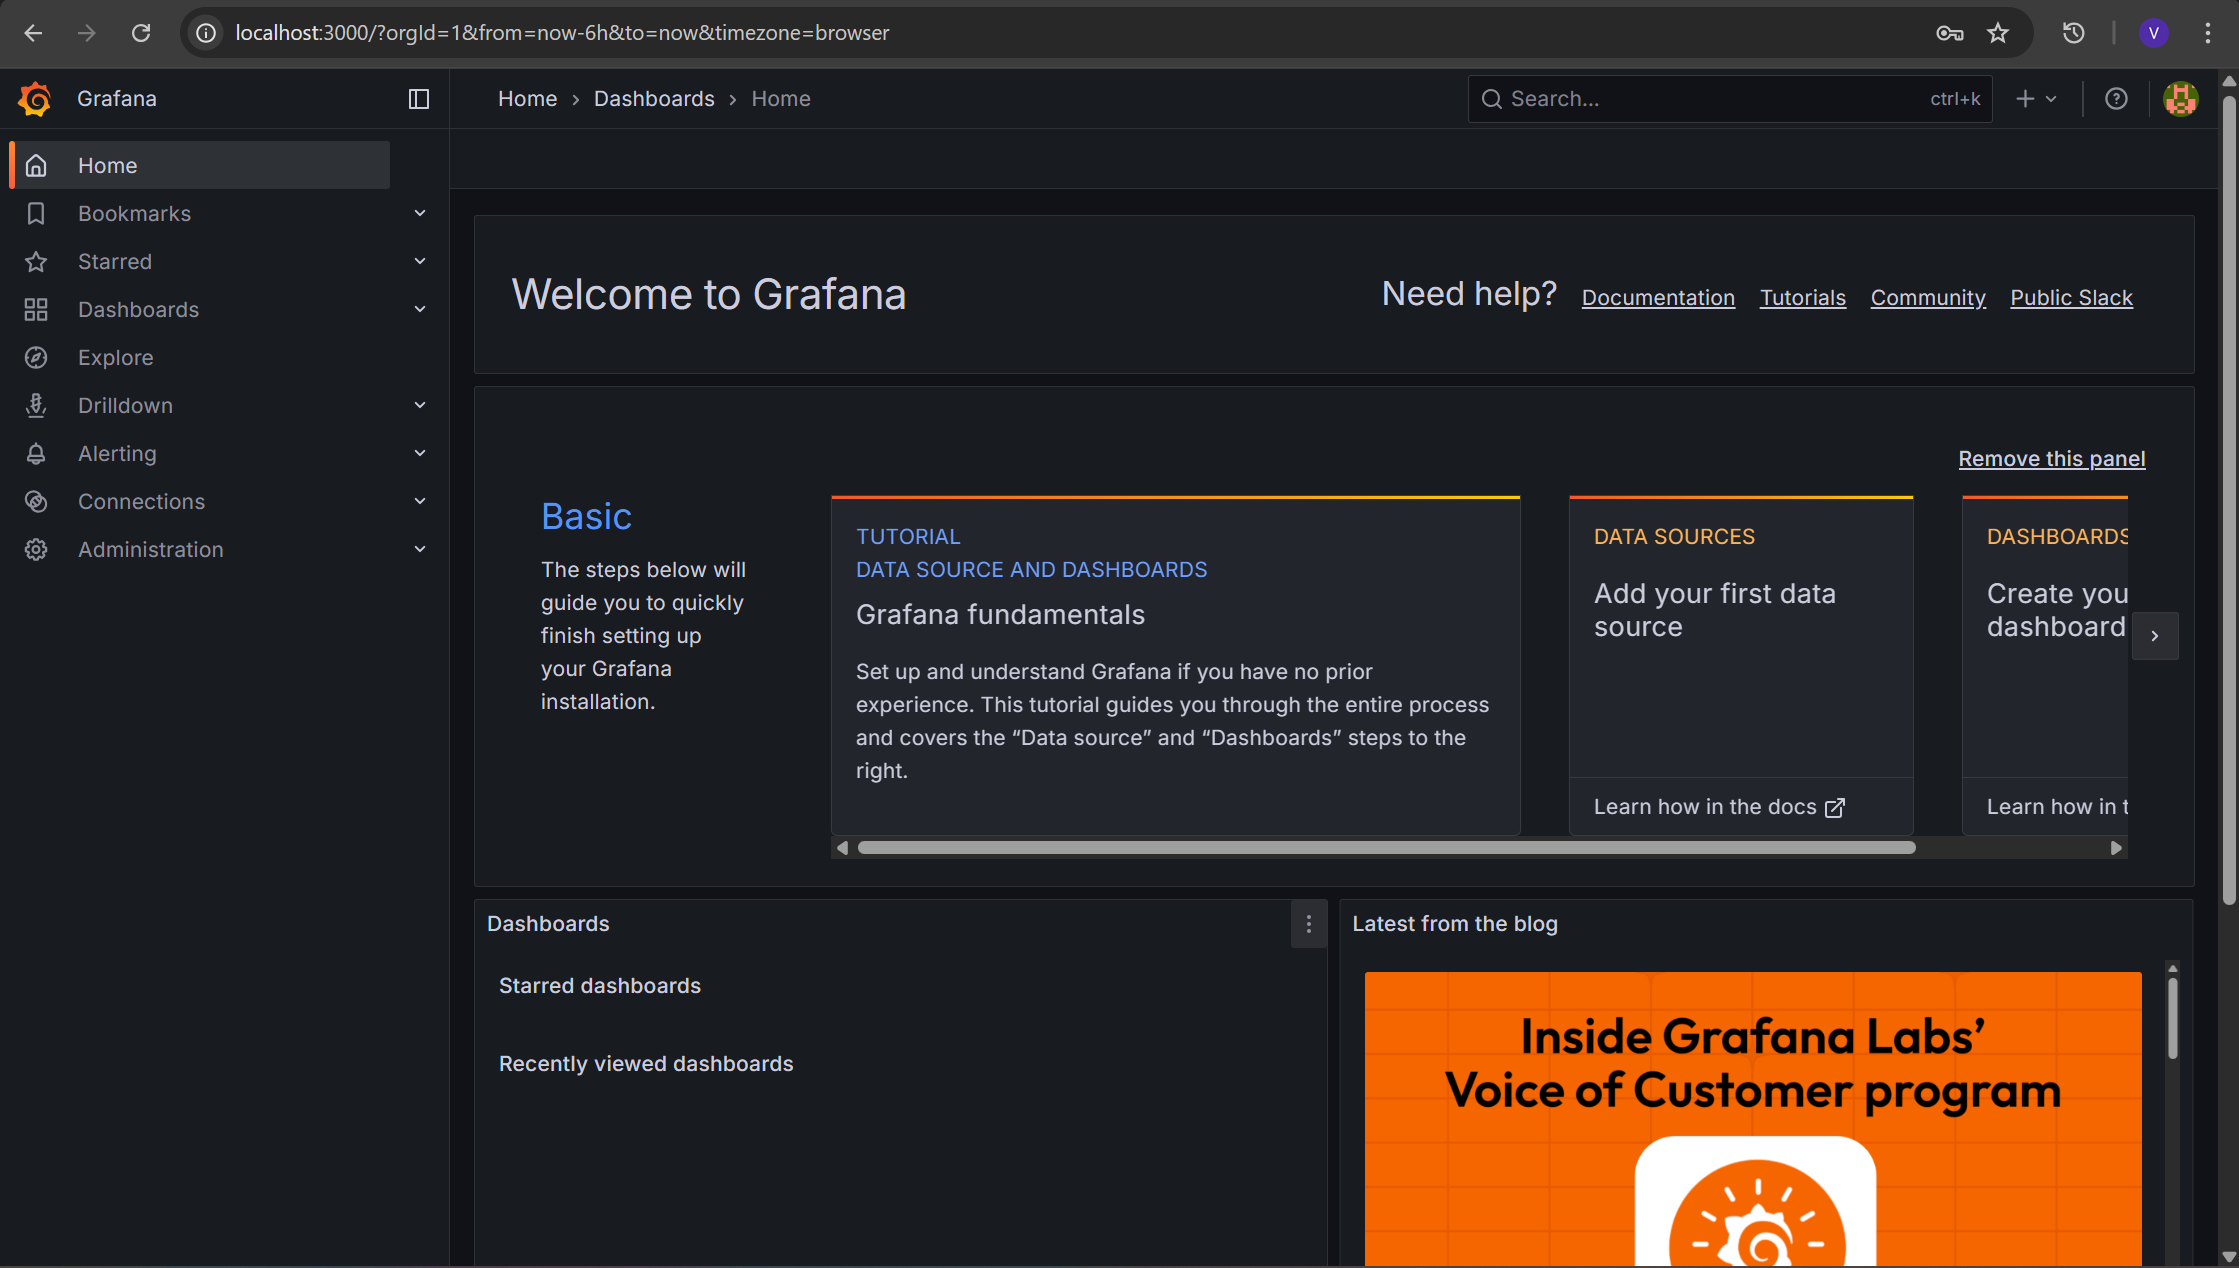 localhost:3000/?orgId=1&from=now-6h&to=now&timezone=browser
V
Grafana
Home › Dashboards › Home
Search...
ctrl+k
Home
Bookmarks
Starred
Dashboards
Explore
Drilldown
Alerting
Connections
Administration
Welcome to Grafana
Need help?
Documentation
Tutorials
Community
Public Slack
Remove this panel
Basic
The steps below will
guide you to quickly
finish setting up
your Grafana
installation.
TUTORIAL
DATA SOURCE AND DASHBOARDS
Grafana fundamentals
Set up and understand Grafana if you have no prior
experience. This tutorial guides you through the entire process
and covers the “Data source” and “Dashboards” steps to the
right.
DATA SOURCES
Add your first data
source
Learn how in the docs
DASHBOARDS
Create you
dashboard
Learn how in t
Dashboards
Starred dashboards
Recently viewed dashboards
Latest from the blog
Inside Grafana Labs’
Voice of Customer program